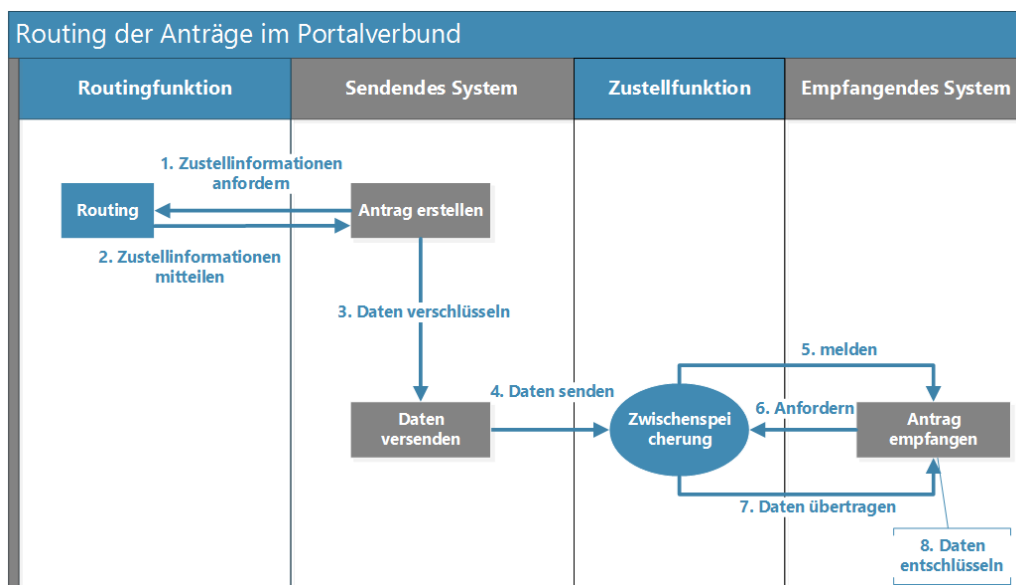 Routing der Anträge im Portalverbund
Routingfunktion
Sendendes System
Zustellfunktion
Empfangendes System
1. Zustellinformationen
anfordern
Routing
Antrag erstellen
2. Zustellinformationen
mitteilen
3. Daten verschlüsseln
5. melden
4. Daten senden
6. Anfordern
Daten
versenden
Zwischenspei
cherung
Antrag
empfangen
7. Daten übertragen
8. Daten
entschlüsseln